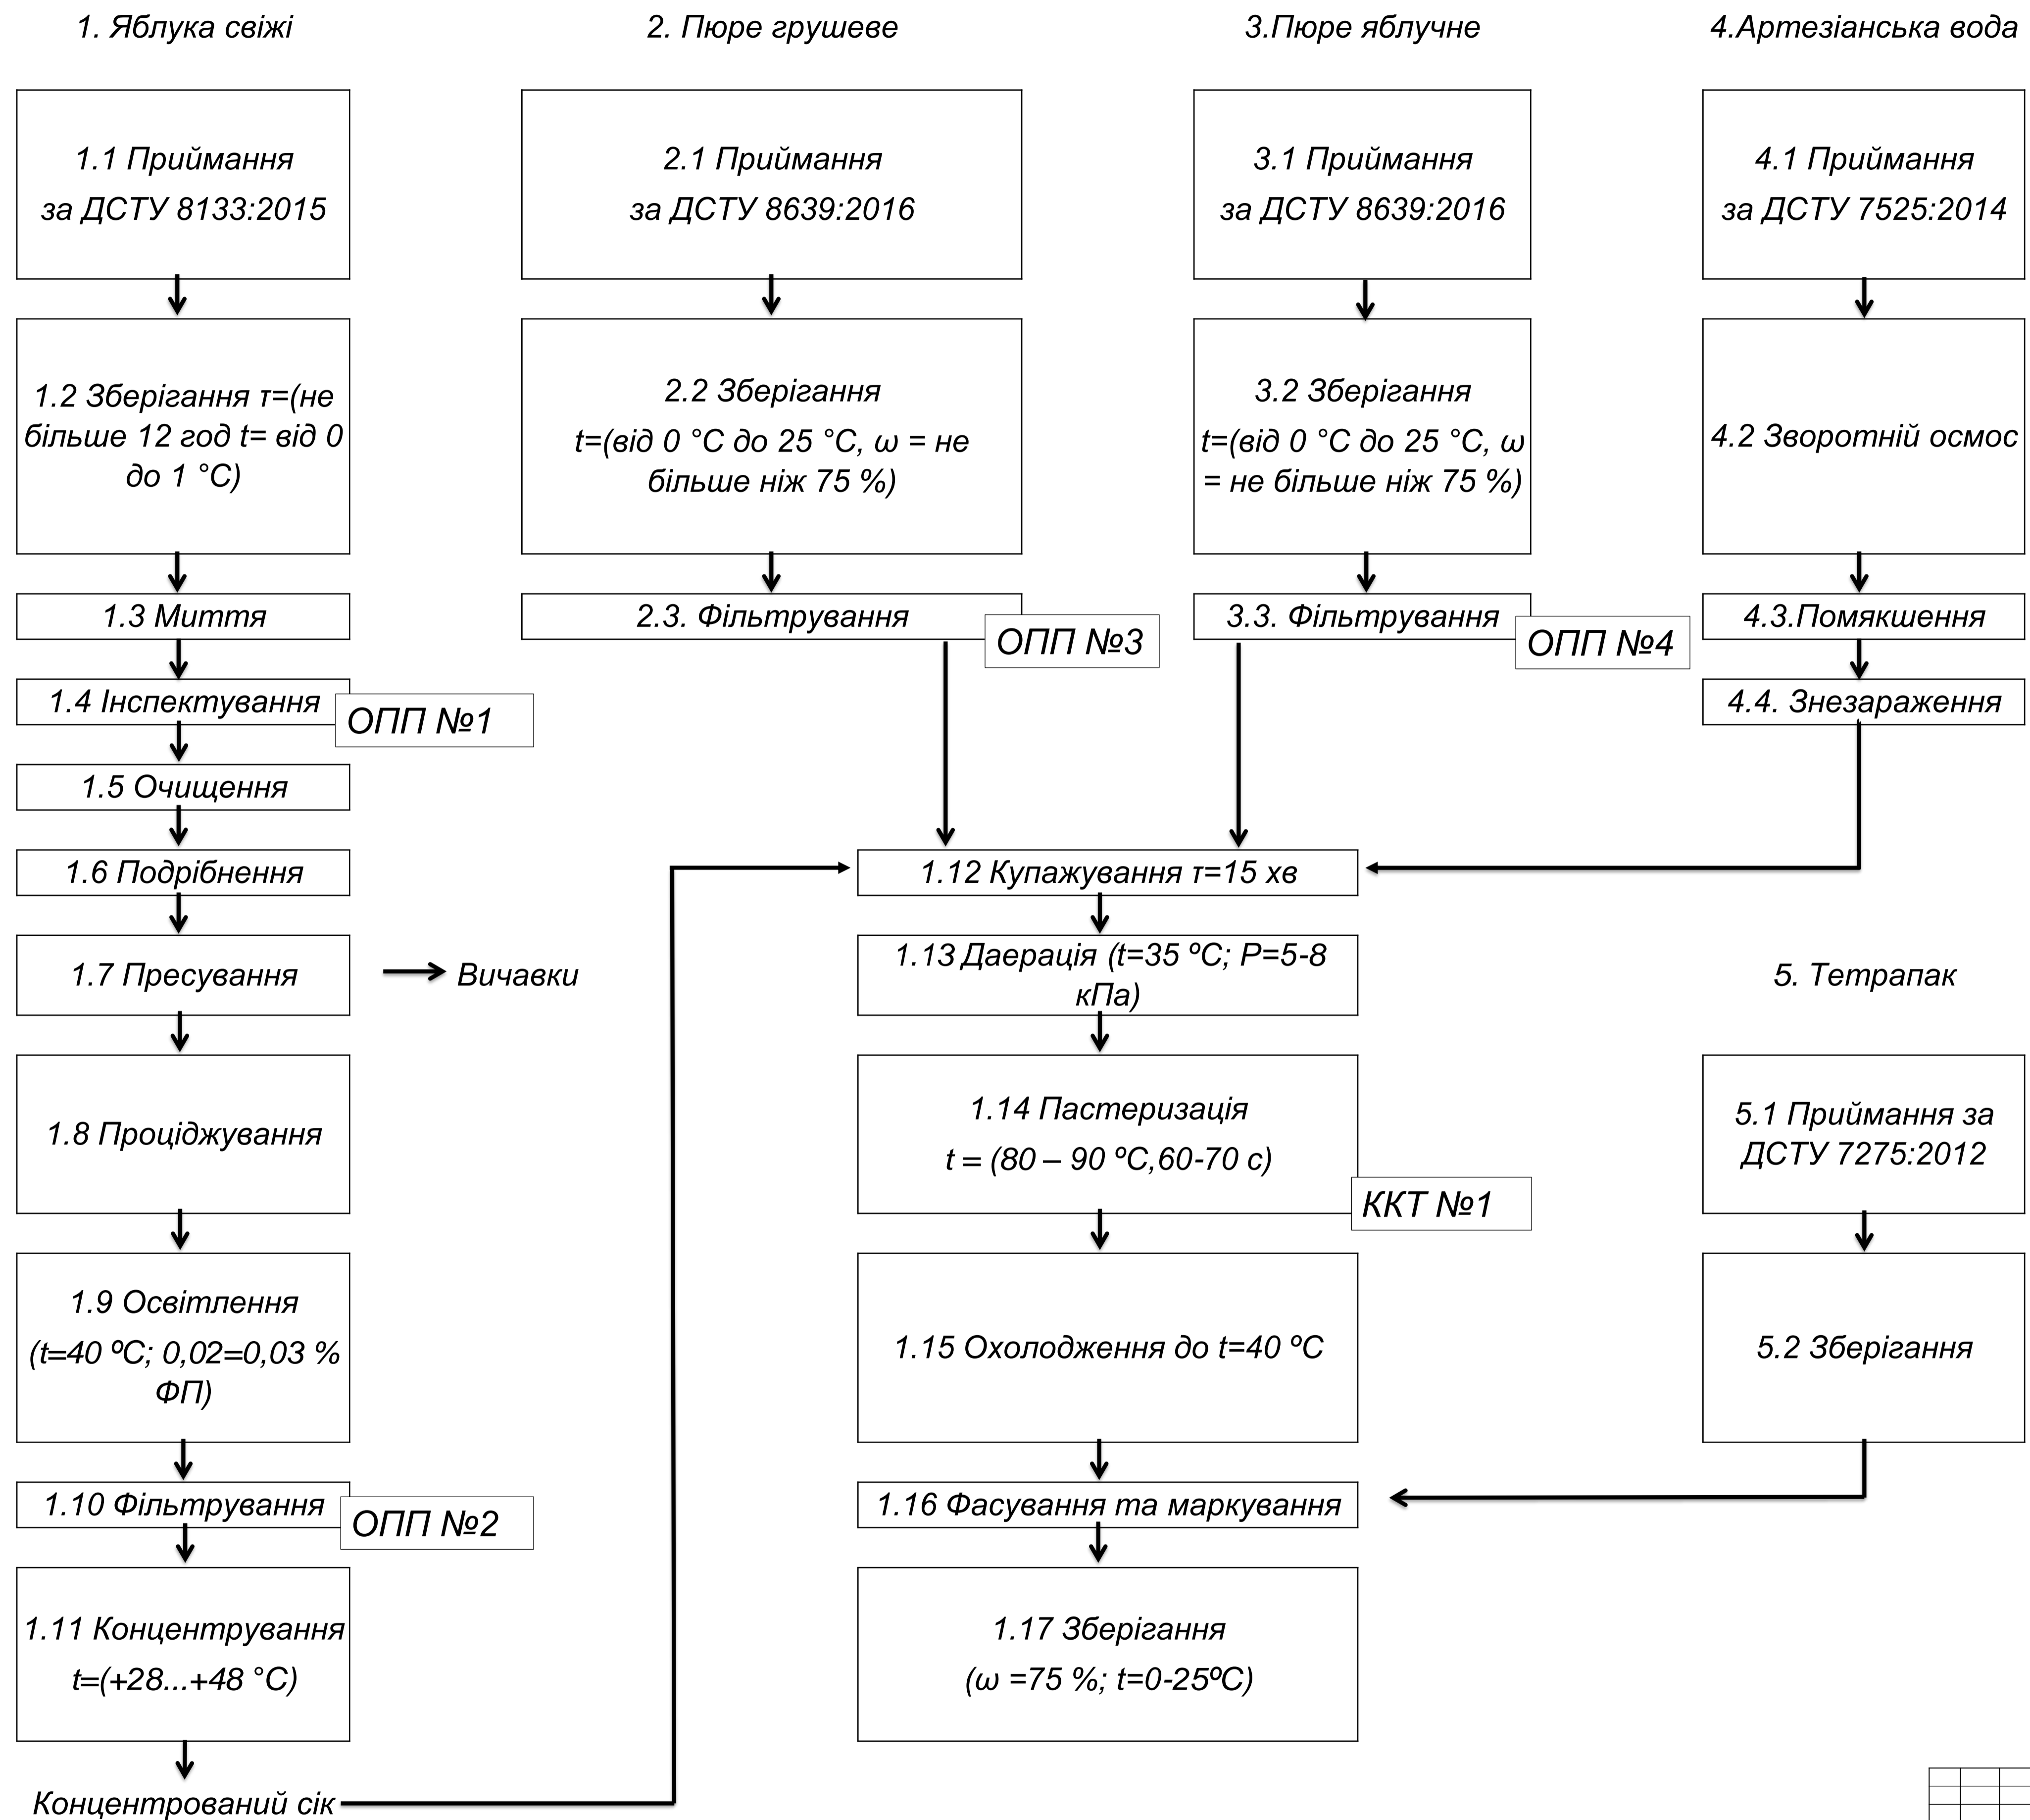 1. Яблука свіжі
2. Пюре грушеве
3.Пюре яблучне
4.Артезіанська вода
1.1 Приймання
за ДСТУ 8133:2015
2.1 Приймання
за ДСТУ 8639:2016
3.1 Приймання
за ДСТУ 8639:2016
4.1 Приймання
за ДСТУ 7525:2014
1.2 Зберігання τ=(не
більше 12 год t= від 0
до 1 °С)
2.2 Зберігання
t=(від 0 °С до 25 °С, ω = не
більше ніж 75 %)
3.2 Зберігання
t=(від 0 °С до 25 °С, ω
= не більше ніж 75 %)
4.2 Зворотній осмос
1.3 Миття
2.3. Фільтрування
ОПП №3
3.3. Фільтрування
ОПП №4
4.3.Помякшення
1.4 Інспектування
ОПП №1
4.4. Знезараження
1.5 Очищення
1.6 Подрібнення
1.12 Купажування τ=15 хв
1.7 Пресування
Вичавки
1.13 Даерація (t=35 ºС; Р=5-8
кПа)
5. Тетрапак
1.8 Проціджування
1.14 Пастеризація
t = (80 – 90 ºС,60-70 с)
ККТ №1
5.1 Приймання за
ДСТУ 7275:2012
1.9 Освітлення
(t=40 ºС; 0,02=0,03 %
ФП)
1.15 Охолодження до t=40 ºС
5.2 Зберігання
1.10 Фільтрування
ОПП №2
1.16 Фасування та маркування
1.11 Концентрування
t=(+28...+48 °С)
1.17 Зберігання
(ω =75 %; t=0-25ºС)
Концентрований сік